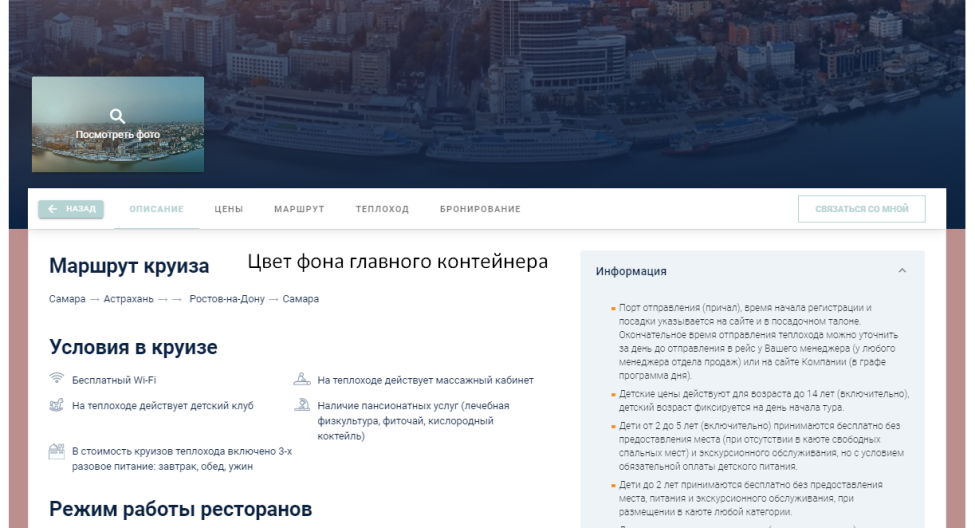 Посмотреть фото
← НАЗАД ОПИСАНИЕ ЦЕНЫ МАРШРУТ ТЕПЛОХОД БРОНИРОВАНИЕ СВЯЗАТЬСЯ СО МНОЙ
Маршрут круиза
Цвет фона главного контейнера
Самара → Астрахань → → Ростов-на-Дону → Самара
Условия в круизе
Бесплатный Wi-Fi
На теплоходе действует массажный кабинет
На теплоходе действует детский клуб
Наличие пансионатных услуг (лечебная
физкультура, фиточай, кислородный
коктейль)
В стоимость круизов теплохода включено 3-х
разовое питание: завтрак, обед, ужин
Режим работы ресторанов
Информация
Порт отправления (причал), время начала регистрации и
посадки указывается на сайте и в посадочном талоне.
Окончательное время отправления теплохода можно уточнить
за день до отправления в рейс у Вашего менеджера (у любого
менеджера отдела продаж) или на сайте Компании (в графе
программа дня).
Детские цены действуют для возраста до 14 лет (включительно),
детский возраст фиксируется на день начала тура.
Дети от 2 до 5 лет (включительно) принимаются бесплатно без
предоставления места (при отсутствии в каюте свободных
спальных мест) и экскурсионного обслуживания, но с условием
обязательной оплаты детского питания.
Дети до 2 лет принимаются бесплатно без предоставления
места, питания и экскурсионного обслуживания, при
размещении в каюте любой категории.